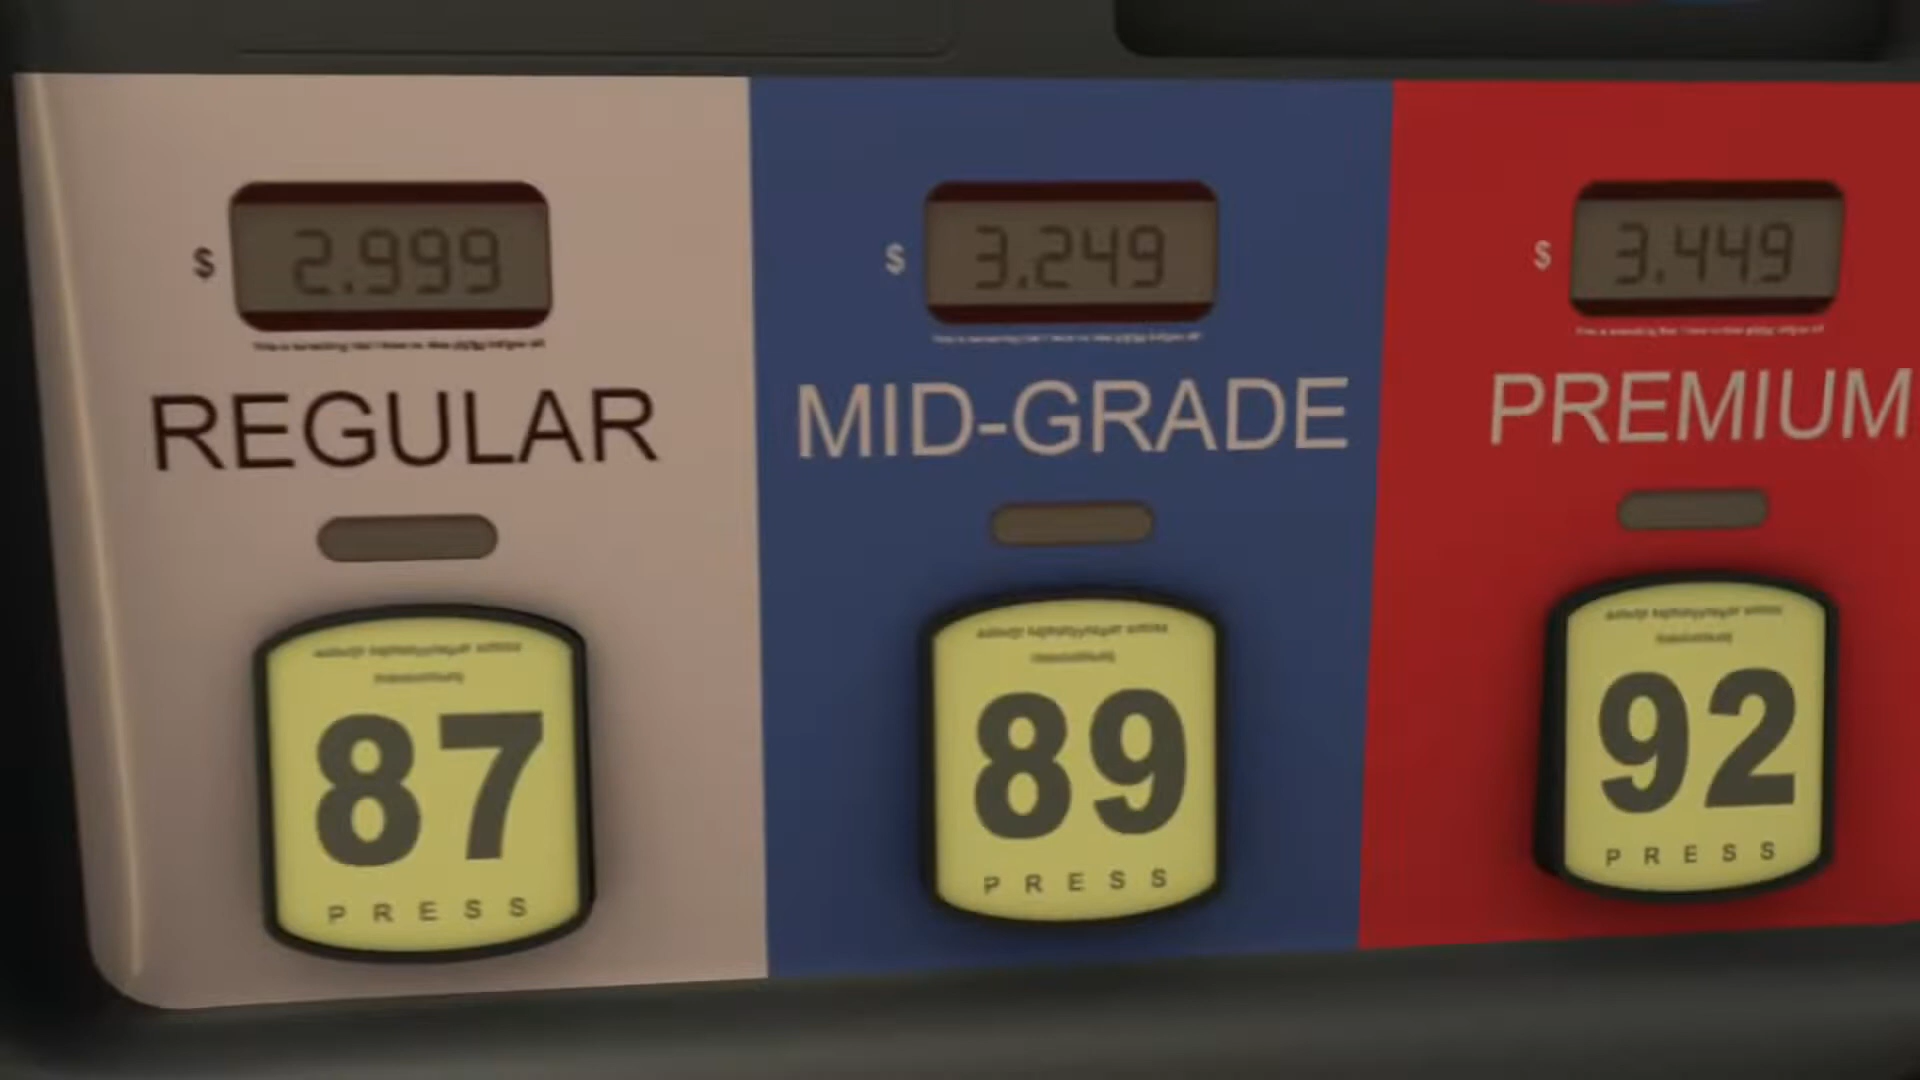 $ 2.999
REGULAR
87
PRESS
$ 3.249
MID-GRADE
89
PRESS
$ 3.449
PREMIUM
92
PRESS